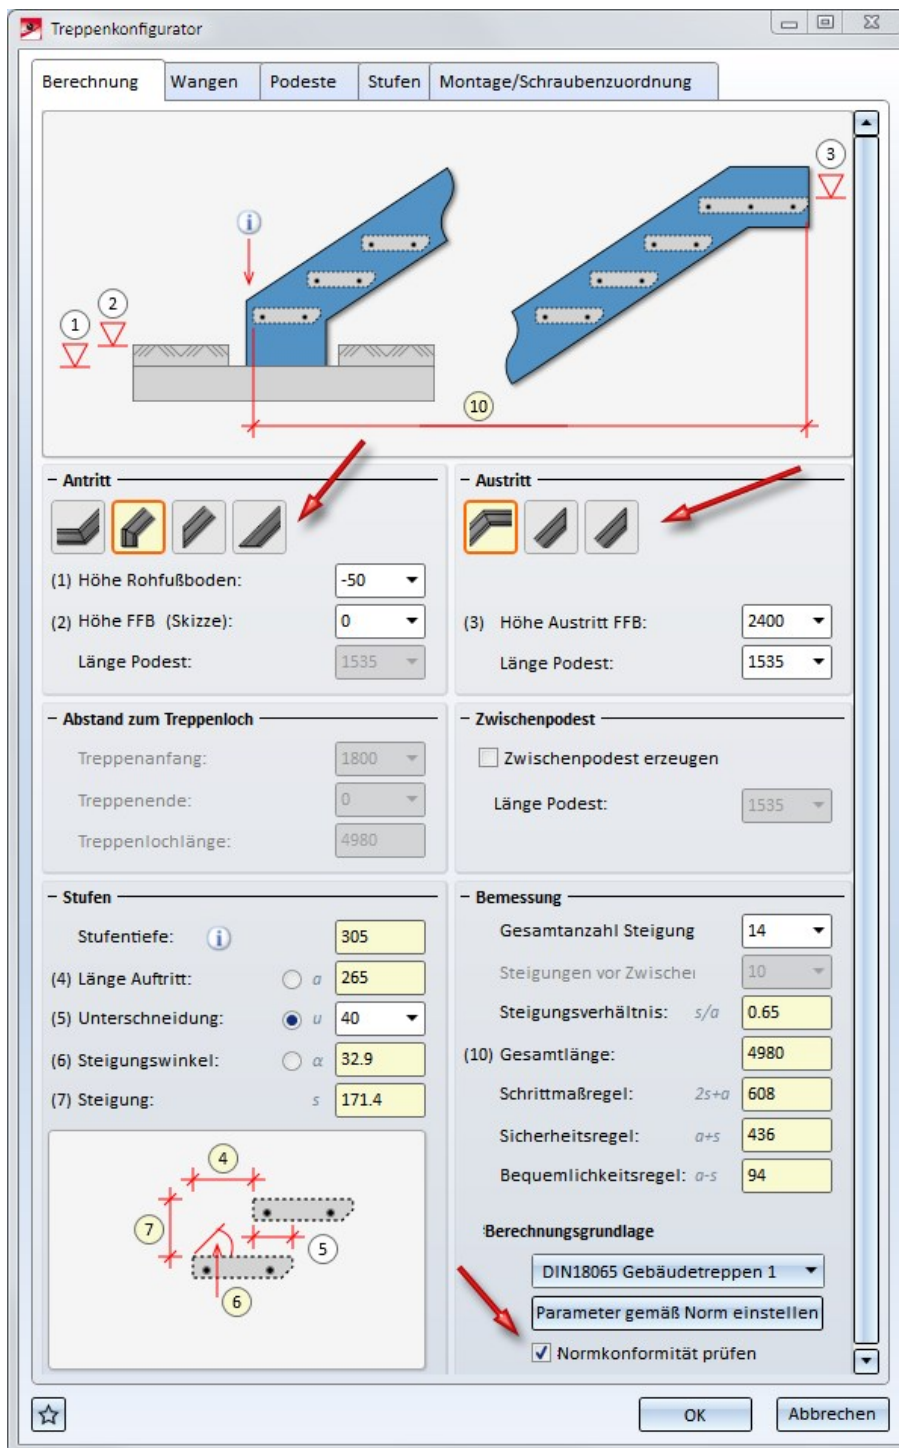 Treppenkonfigurator
Berechnung
Wangen
Podeste
Stufen
Montage/Schraubenzuordnung
3
i
2
1
10
Antritt
(1) Höhe Rohfußboden: -50
(2) Höhe FFB (Skizze): 0
Länge Podest: 1535
Austritt
(3) Höhe Austritt FFB: 2400
Länge Podest: 1535
Abstand zum Treppenloch
Treppenanfang: 1800
Treppenende: 0
Treppenlochlänge: 4980
Zwischenpodest
Zwischenpodest erzeugen
Länge Podest: 1535
Stufen
Stufentiefe: i 305
(4) Länge Auftritt: a 265
(5) Unterschneidung: u 40
(6) Steigungswinkel: α 32.9
(7) Steigung: s 171.4
4
7
5
6
Bemessung
Gesamtanzahl Steigung 14
Steigungen vor Zwischer 10
Steigungsverhältnis: s/a 0.65
(10) Gesamtlänge: 4980
Schrittmaßregel: 2s+a 608
Sicherheitsregel: a+s 436
Bequemlichkeitsregel: a-s 94
Berechnungsgrundlage
DIN18065 Gebäudetreppen 1
Parameter gemäß Norm einstellen
Normkonformität prüfen
OK
Abbrechen